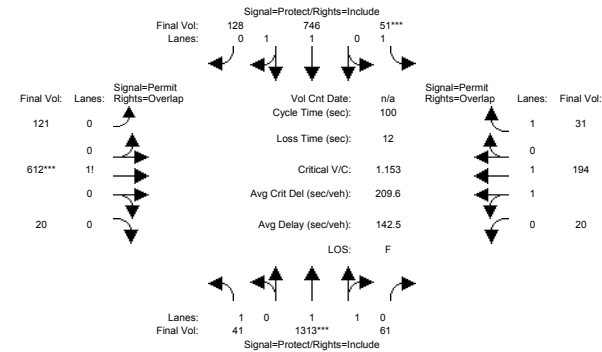 Signal=Protect/Rights=Include
Final Vol: 128 746 51***
Lanes: 0 1 1 0 1
Signal=Permit Signal=Permit
Final Vol: Lanes: Rights=Overlap Vol Cnt Date: n/a Rights=Overlap Lanes: Final Vol:
Cycle Time (sec): 100
121 0 1 31
Loss Time (sec): 12
0 0
612*** 1! Critical V/C: 1.153 1 194
0 Avg Crit Del (sec/veh): 209.6 1
20 0 Avg Delay (sec/veh): 142.5 0 20
LOS: F
Lanes: 1 0 1 1 0
Final Vol: 41 1313*** 61
Signal=Protect/Rights=Include